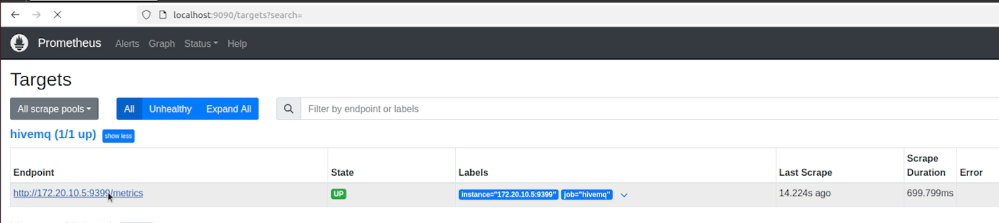 localhost:9090/targets?search=
Prometheus Alerts Graph Status Help
Targets
All scrape pools All Unhealthy Expand All Filter by endpoint or labels
hivemq (1/1 up) show less
Endpoint State Labels Last Scrape Scrape Duration Error
http://172.20.10.5:9399/metrics UP instance="172.20.10.5:9399" job="hivemq" 14.224s ago 699.799ms